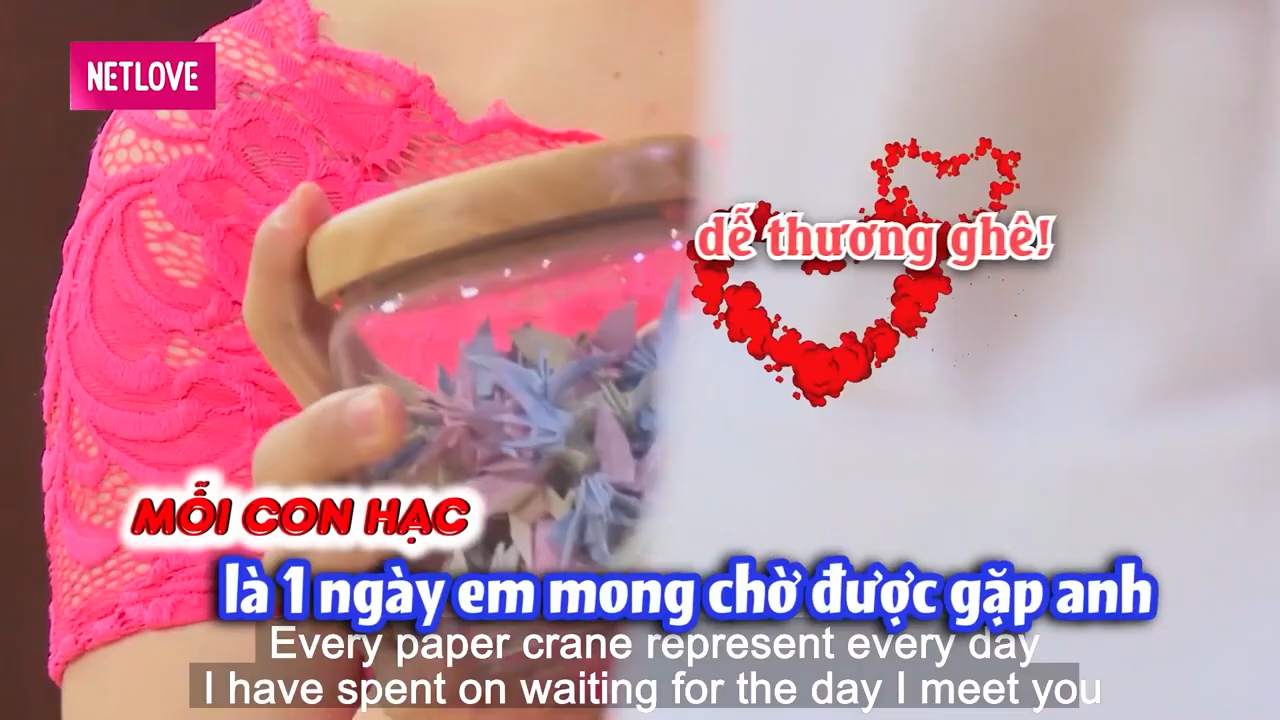 NETLOVE
dễ thương ghê!
MỖI CON HẠC
là 1 ngày em mong chờ được gặp anh
Every paper crane represent every day
I have spent on waiting for the day I meet you